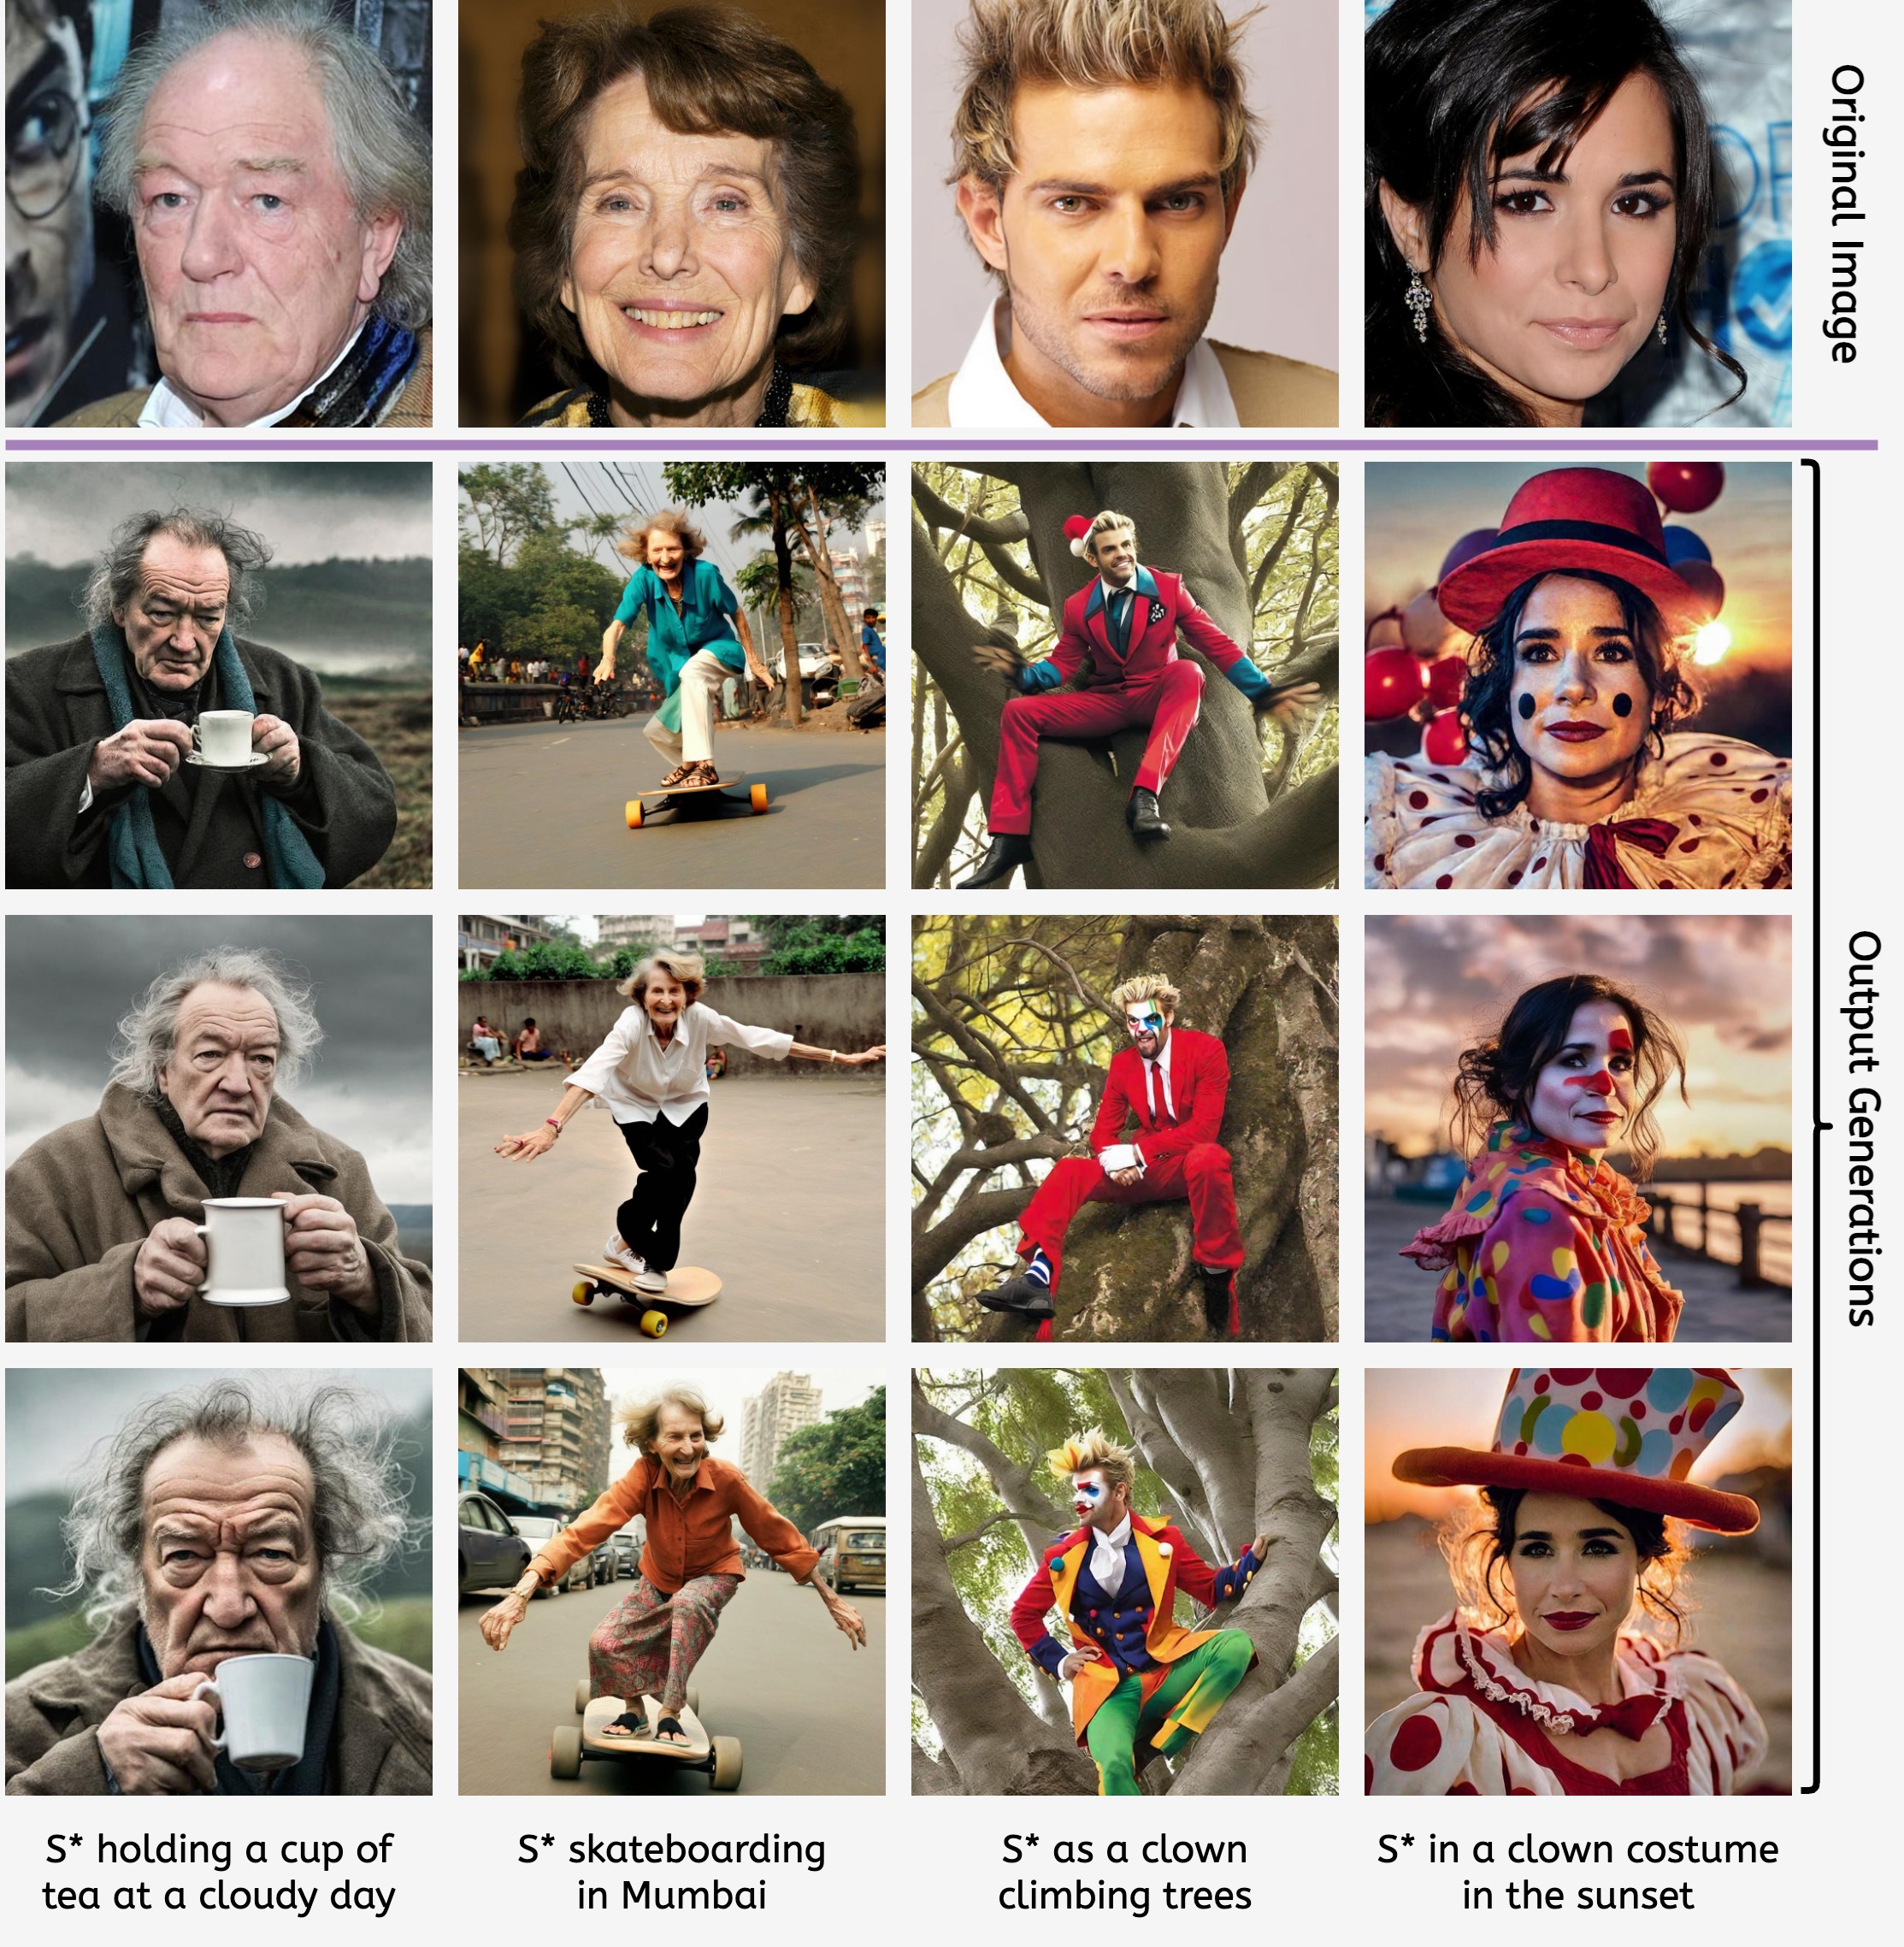 Original Image
Output Generations
S* holding a cup of
tea at a cloudy day
S* skateboarding
in Mumbai
S* as a clown
climbing trees
S* in a clown costume
in the sunset